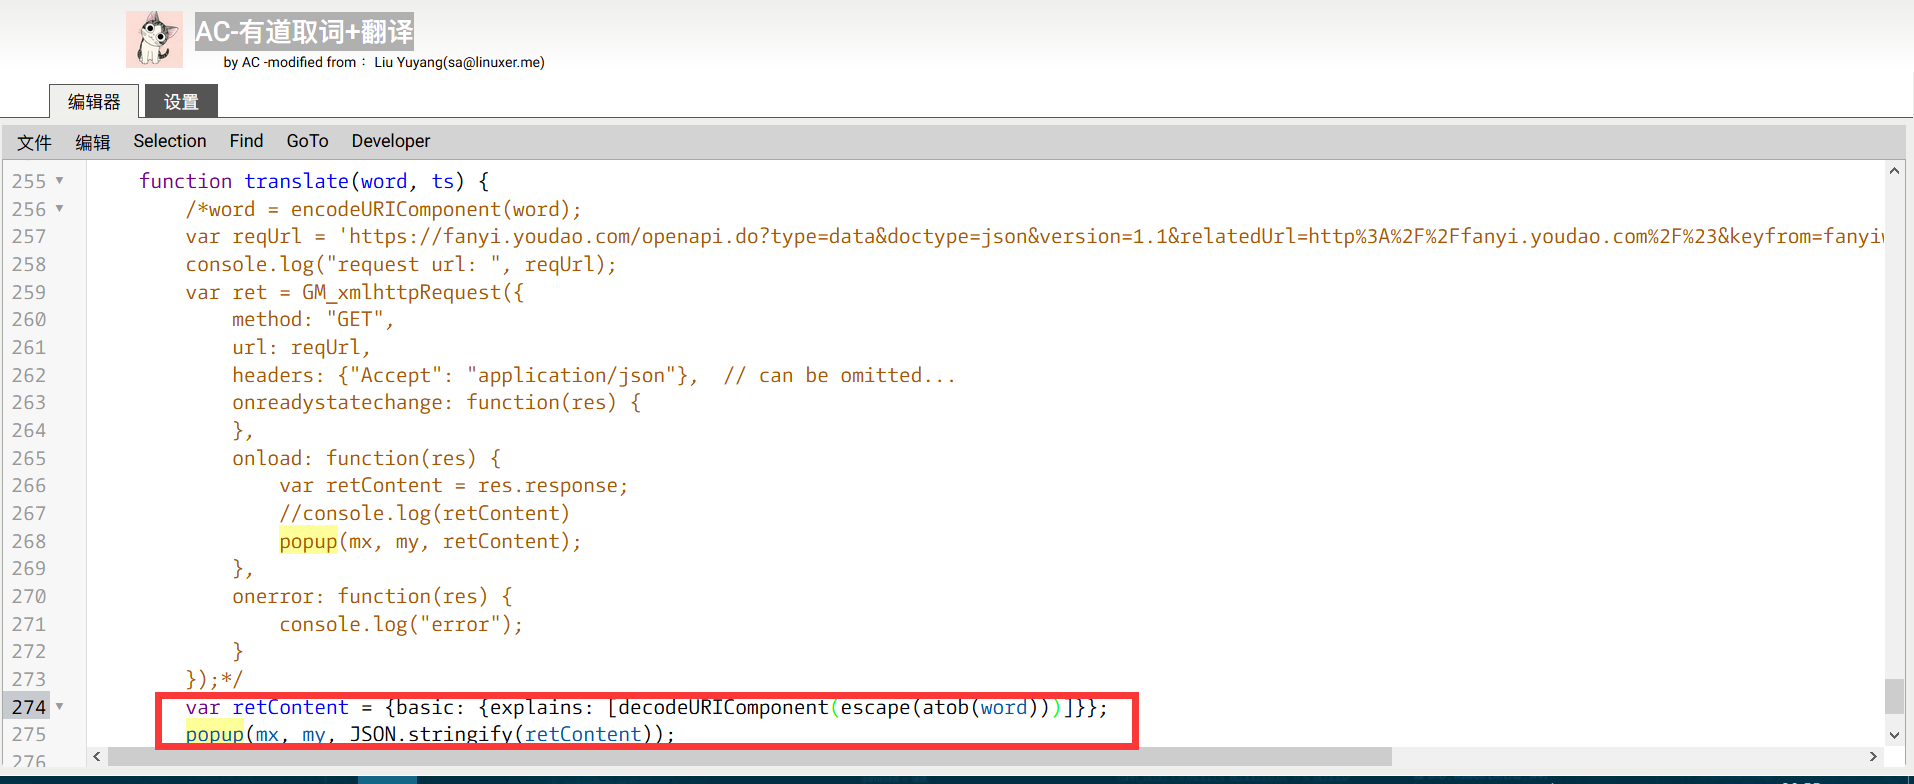 AC-有道取词+翻译
by AC -modified from： Liu Yuyang(sa@linuxer.me)
编辑器 设置
文件 编辑 Selection Find GoTo Developer
255 function translate(word, ts) {
256 /*word = encodeURIComponent(word);
257 var reqUrl = 'https://fanyi.youdao.com/openapi.do?type=data&doctype=json&version=1.1&relatedUrl=http%3A%2F%2Ffanyi.youdao.com%2F%23&keyfrom=fanyi
258 console.log("request url: ", reqUrl);
259 var ret = GM_xmlhttpRequest({
260 method: "GET",
261 url: reqUrl,
262 headers: {"Accept": "application/json"}, // can be omitted...
263 onreadystatechange: function(res) {
264 },
265 onload: function(res) {
266 var retContent = res.response;
267 //console.log(retContent)
268 popup(mx, my, retContent);
269 },
270 onerror: function(res) {
271 console.log("error");
272 }
273 });*/
274 var retContent = {basic: {explains: [decodeURIComponent(escape(atob(word)))]}};
275 popup(mx, my, JSON.stringify(retContent));
276